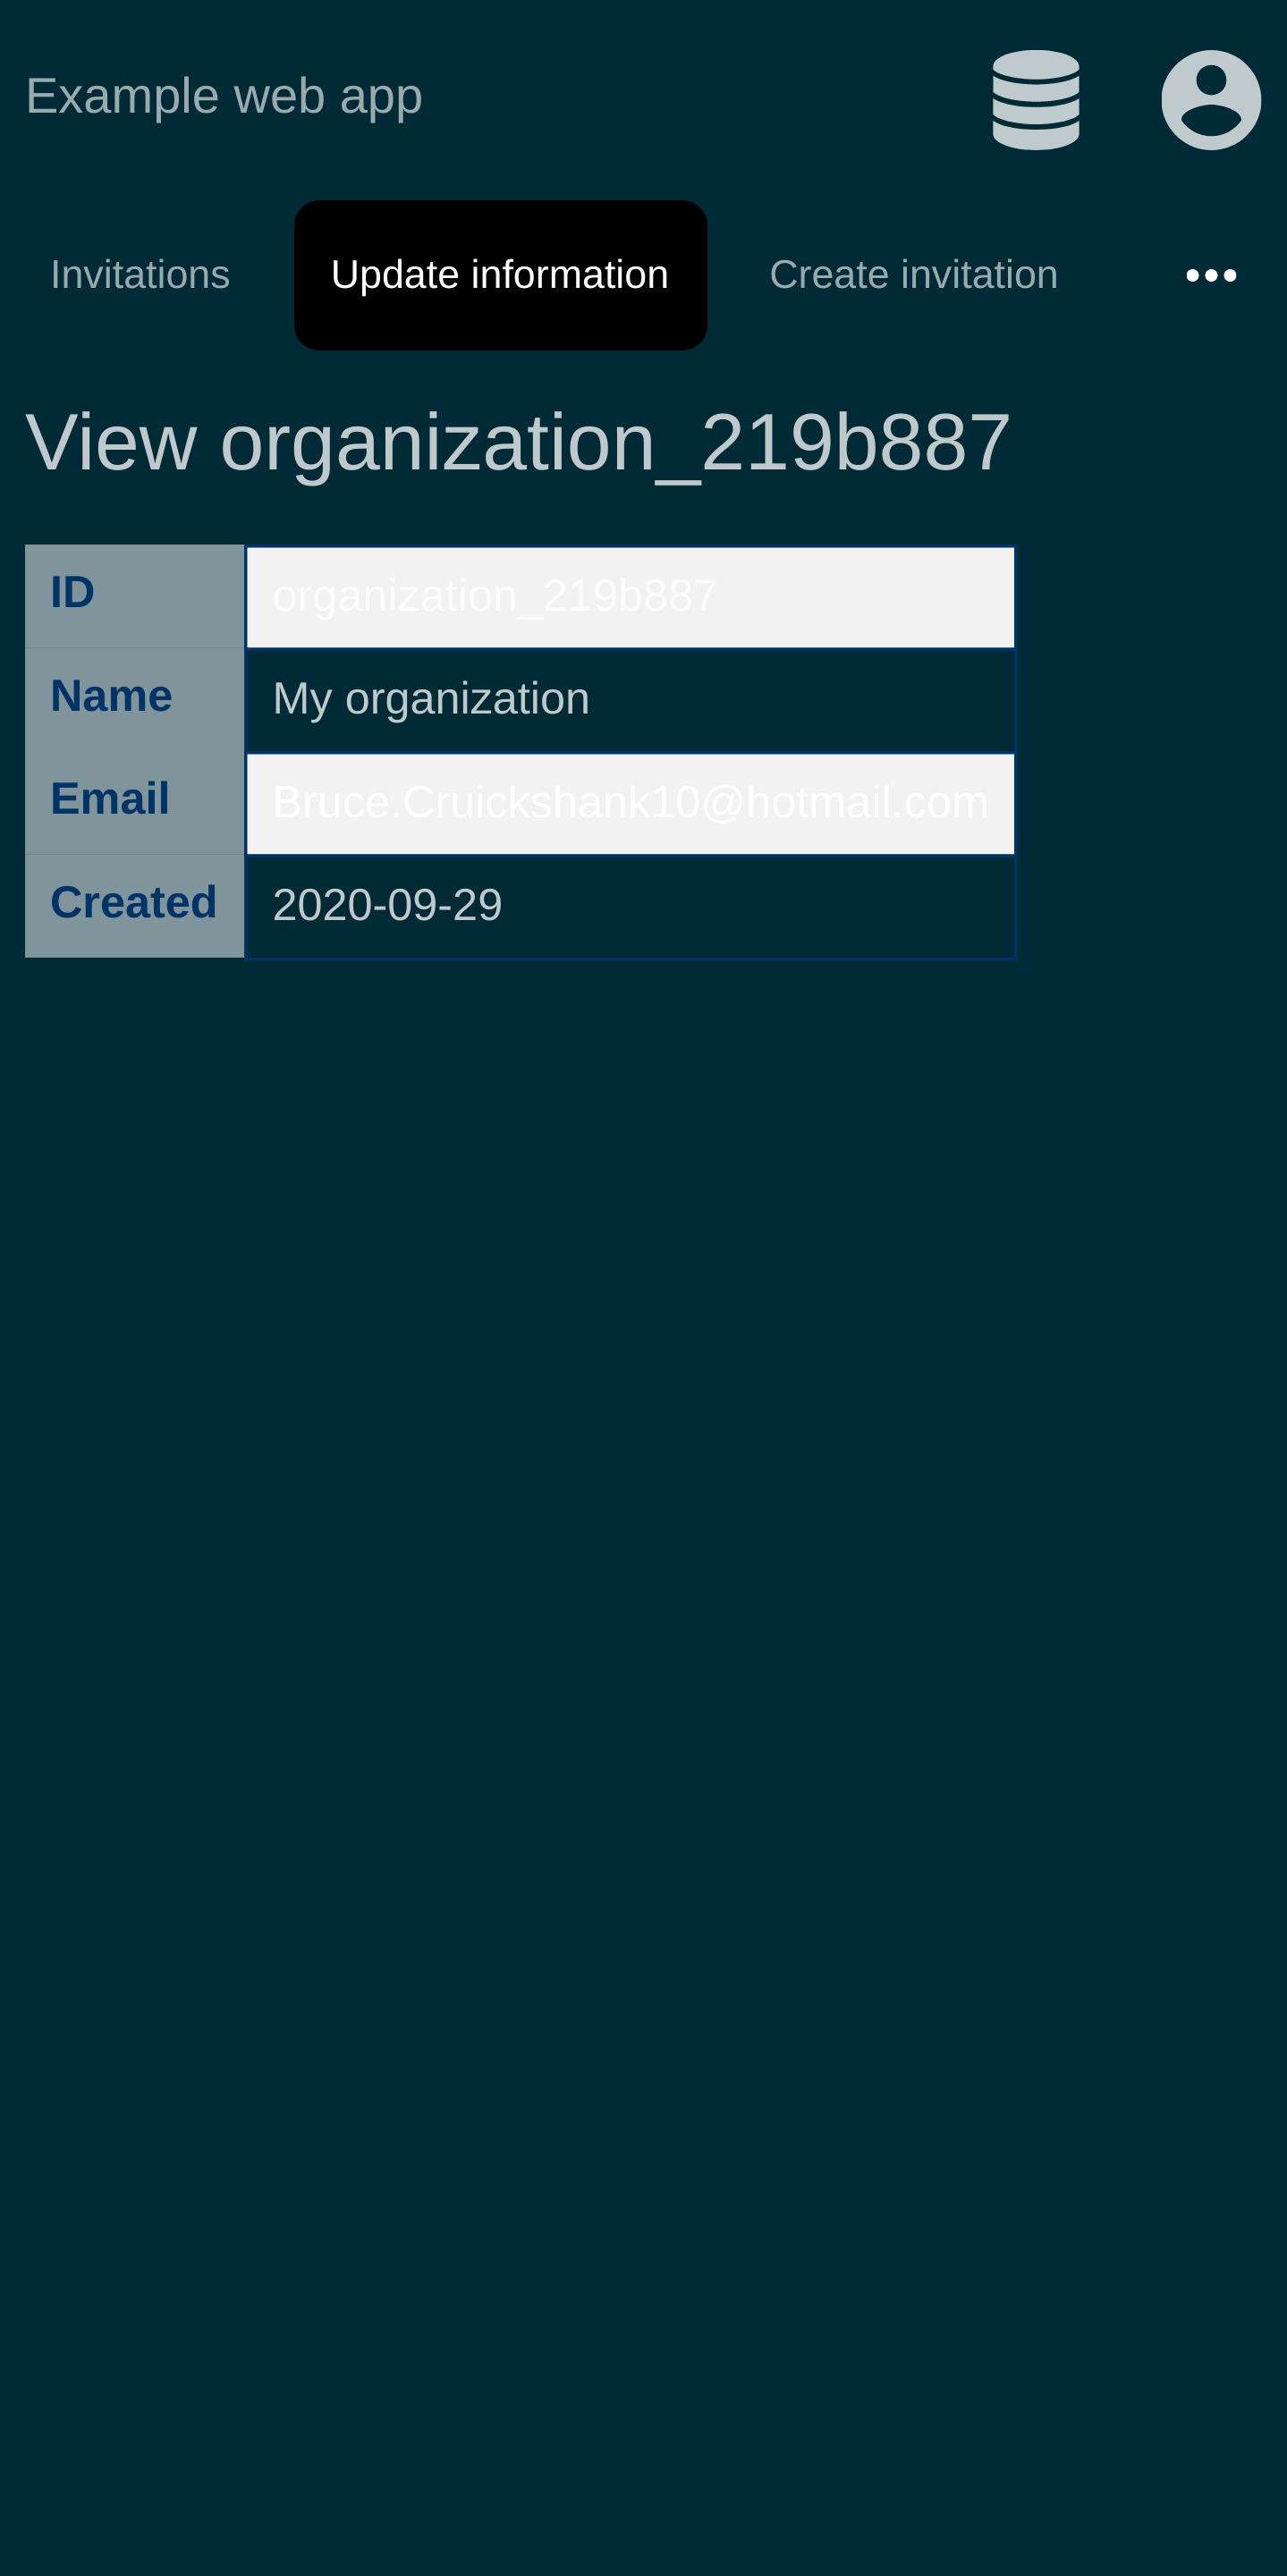 Example web app
Invitations Update information Create invitation
View organization_219b887
ID organization_219b887
Name My organization
Email Bruce.Cruickshank10@hotmail.com
Created 2020-09-29